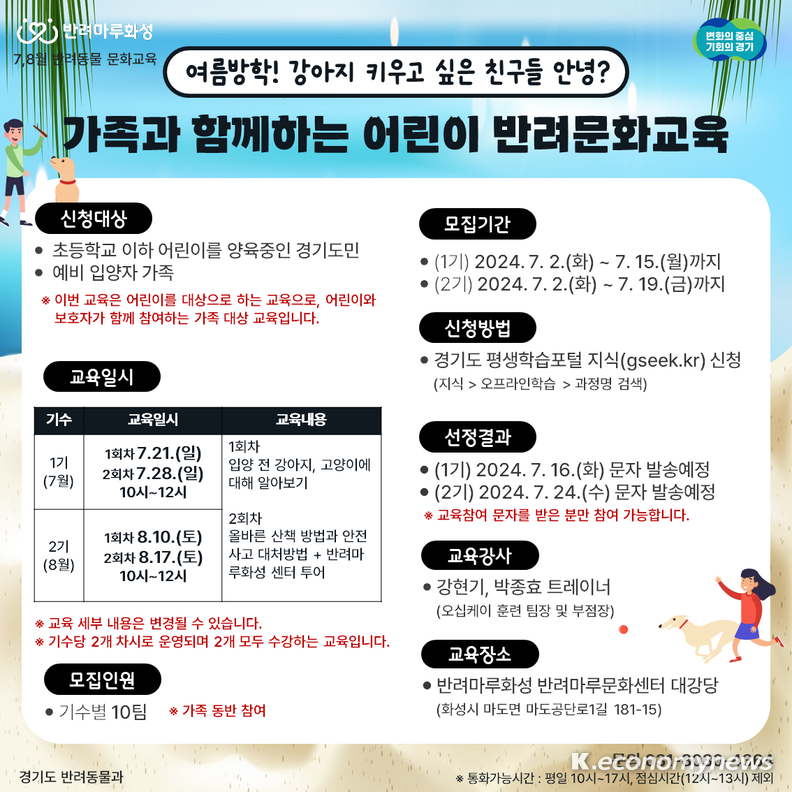 반려마루화성
7,8월 반려동물 문화교육
변화의 중심
기회의 경기
여름방학! 강아지 키우고 싶은 친구들 안녕?
가족과 함께하는 어린이 반려문화교육
신청대상
● 초등학교 이하 어린이를 양육중인 경기도민
● 예비 입양자 가족
※ 이번 교육은 어린이를 대상으로 하는 교육으로, 어린이와
보호자가 함께 참여하는 가족 대상 교육입니다.
교육일시
기수 교육일시 교육내용
1기
(7월)
1회차 7.21.(일)
2회차 7.28.(일)
10시~12시
1회차
입양 전 강아지, 고양이에
대해 알아보기
2기
(8월)
1회차 8.10.(토)
2회차 8.17.(토)
10시~12시
2회차
올바른 산책 방법과 안전
사고 대처방법 + 반려마
루화성 센터 투어
※ 교육 세부 내용은 변경될 수 있습니다.
※ 기수당 2개 차시로 운영되며 2개 모두 수강하는 교육입니다.
모집인원
● 기수별 10팀 ※ 가족 동반 참여
모집기간
● (1기) 2024. 7. 2.(화) ~ 7. 15.(월)까지
● (2기) 2024. 7. 2.(화) ~ 7. 19.(금)까지
신청방법
● 경기도 평생학습포털 지식(gseek.kr) 신청
(지식 > 오프라인학습 > 과정명 검색)
선정결과
● (1기) 2024. 7. 16.(화) 문자 발송예정
● (2기) 2024. 7. 24.(수) 문자 발송예정
※ 교육참여 문자를 받은 분만 참여 가능합니다.
교육강사
● 강현기, 박종효 트레이너
(오십케이 훈련 팀장 및 부점장)
교육장소
● 반려마루화성 반려마루문화센터 대강당
(화성시 마도면 마도공단로1길 181-15)
K.economynews
경기도 반려동물과
※ 통화가능시간 : 평일 10시~17시, 점심시간(12시~13시) 제외